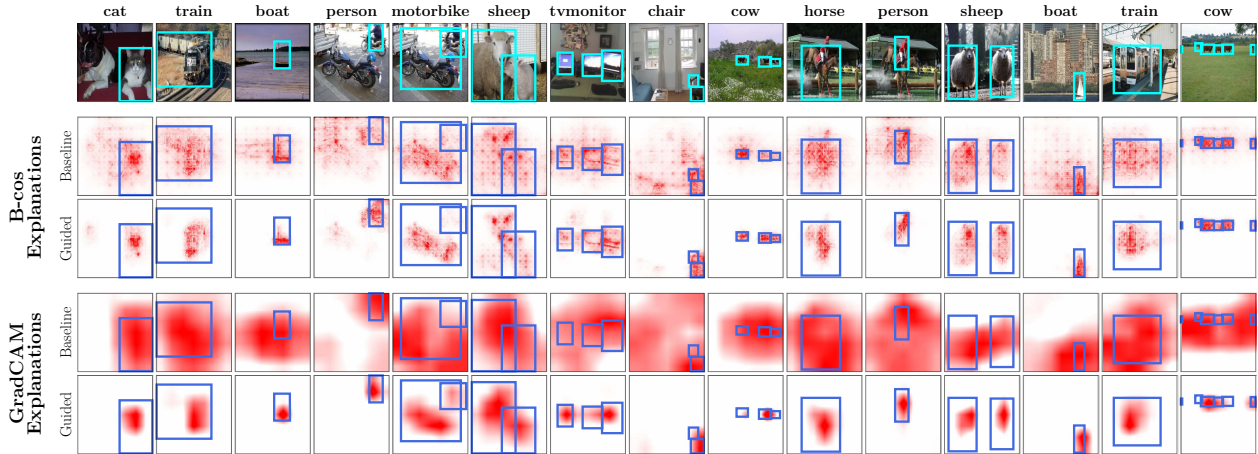 cat train boat person motorbike sheep tvmonitor chair cow horse person sheep boat train cow
B-cos
Explanations
Baseline
Guided
GradCAM
Explanations
Baseline
Guided